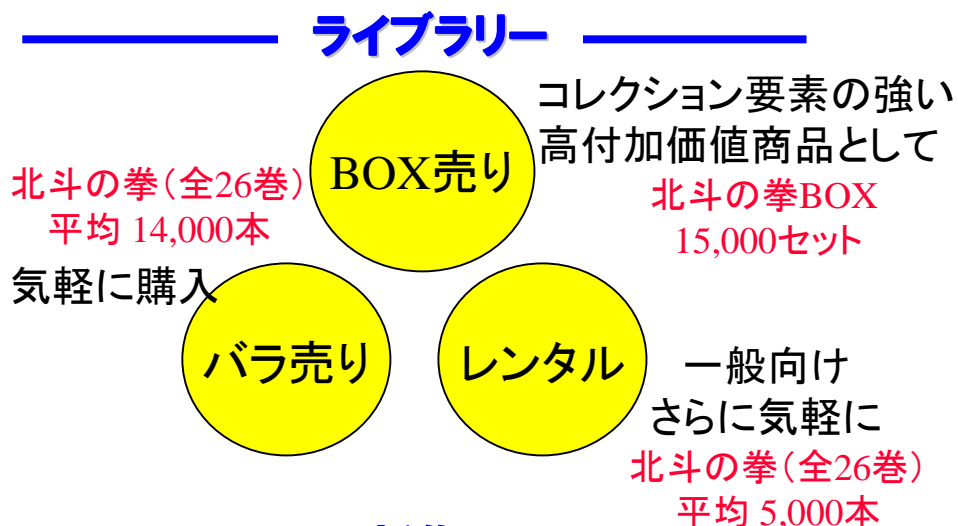 ライブラリー
コレクション要素の強い
高付加価値商品として
北斗の拳BOX
15,000セット
BOX売り
北斗の拳(全26巻)
平均 14,000本
気軽に購入
バラ売り
レンタル
一般向け
さらに気軽に
北斗の拳(全26巻)
平均 5,000本